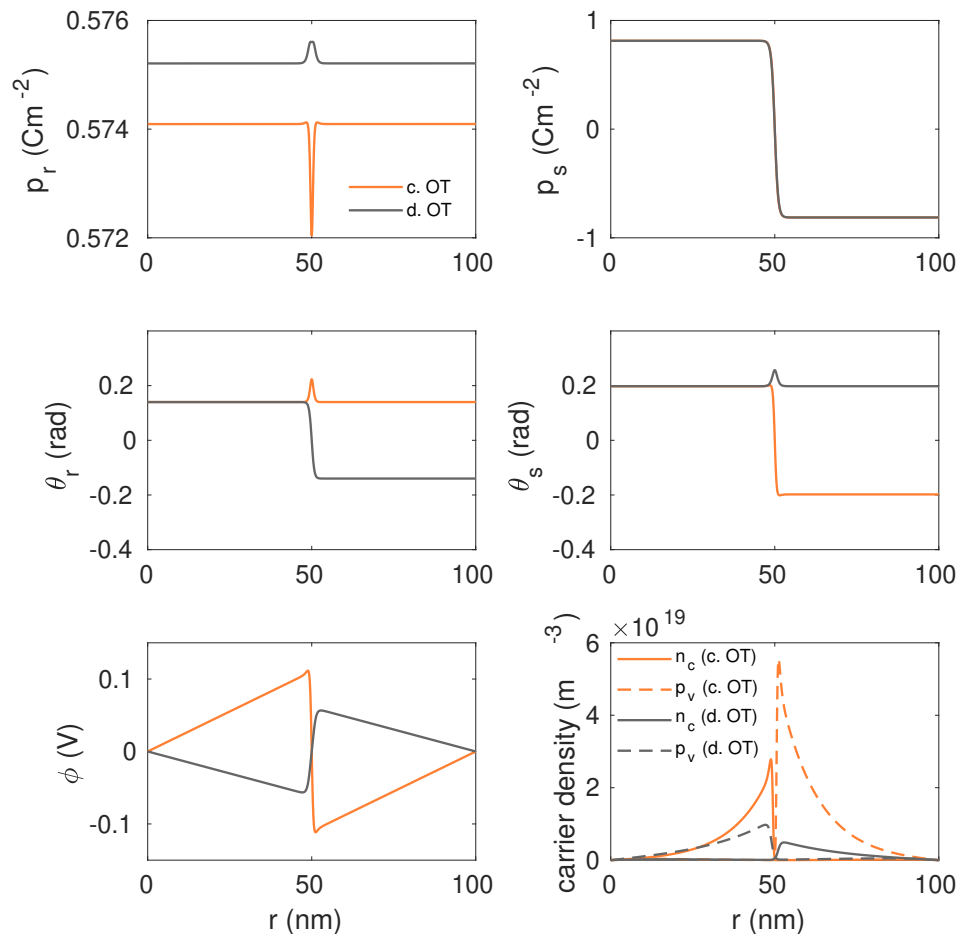 0.576
0.574
0.572
p_r (Cm^-2)
c. OT
d. OT
0
50
100
1
0
-1
p_s (Cm^-2)
0
50
100
0.2
0
-0.2
-0.4
θ_r (rad)
0
50
100
0.2
0
-0.2
-0.4
θ_s (rad)
0
50
100
0.1
0
-0.1
ϕ (V)
0
50
100
r (nm)
×10^19
6
4
2
0
carrier density (m^-3
n_c (c. OT)
p_v (c. OT)
n_c (d. OT)
p_v (d. OT)
0
50
100
r (nm)